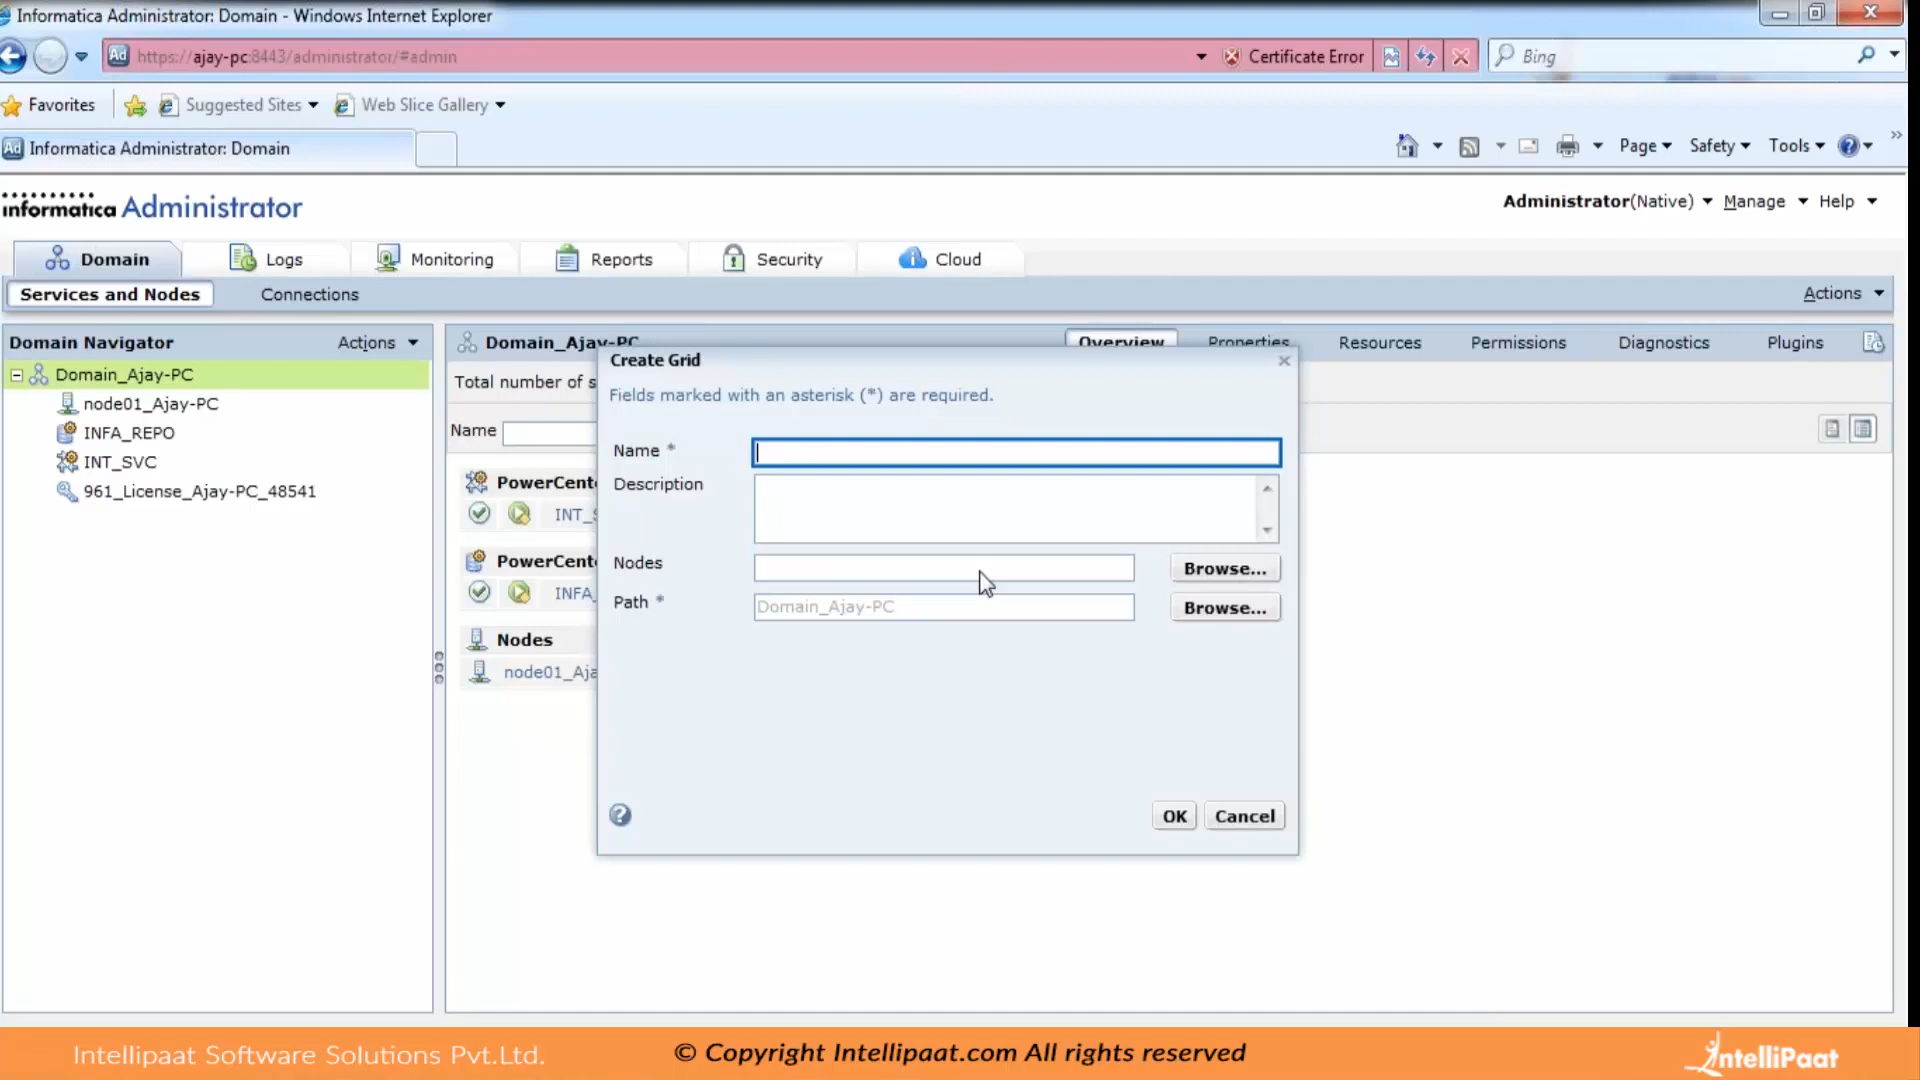 Informatica Administrator: Domain - Windows Internet Explorer
https://ajay-pc:8443/administrator/#admin
Certificate Error
Bing
Favorites
Suggested Sites
Web Slice Gallery
Informatica Administrator: Domain
Page
Safety
Tools
informatica Administrator
Administrator(Native)
Manage
Help
Domain
Logs
Monitoring
Reports
Security
Cloud
Services and Nodes
Connections
Actions
Domain Navigator
Actions
Domain_Ajay-PC
node01_Ajay-PC
INFA_REPO
INT_SVC
961_License_Ajay-PC_48541
Domain_Ajay-PC
Overview
Properties
Resources
Permissions
Diagnostics
Plugins
Total number of s
Name
PowerCent
INT_S
PowerCent
INFA_
Nodes
node01_Aja
Create Grid
Fields marked with an asterisk (*) are required.
Name *
Description
Nodes
Browse...
Path *
Domain_Ajay-PC
Browse...
OK
Cancel
Intellipaat Software Solutions Pvt.Ltd.
© Copyright Intellipaat.com All rights reserved
IntelliPaat